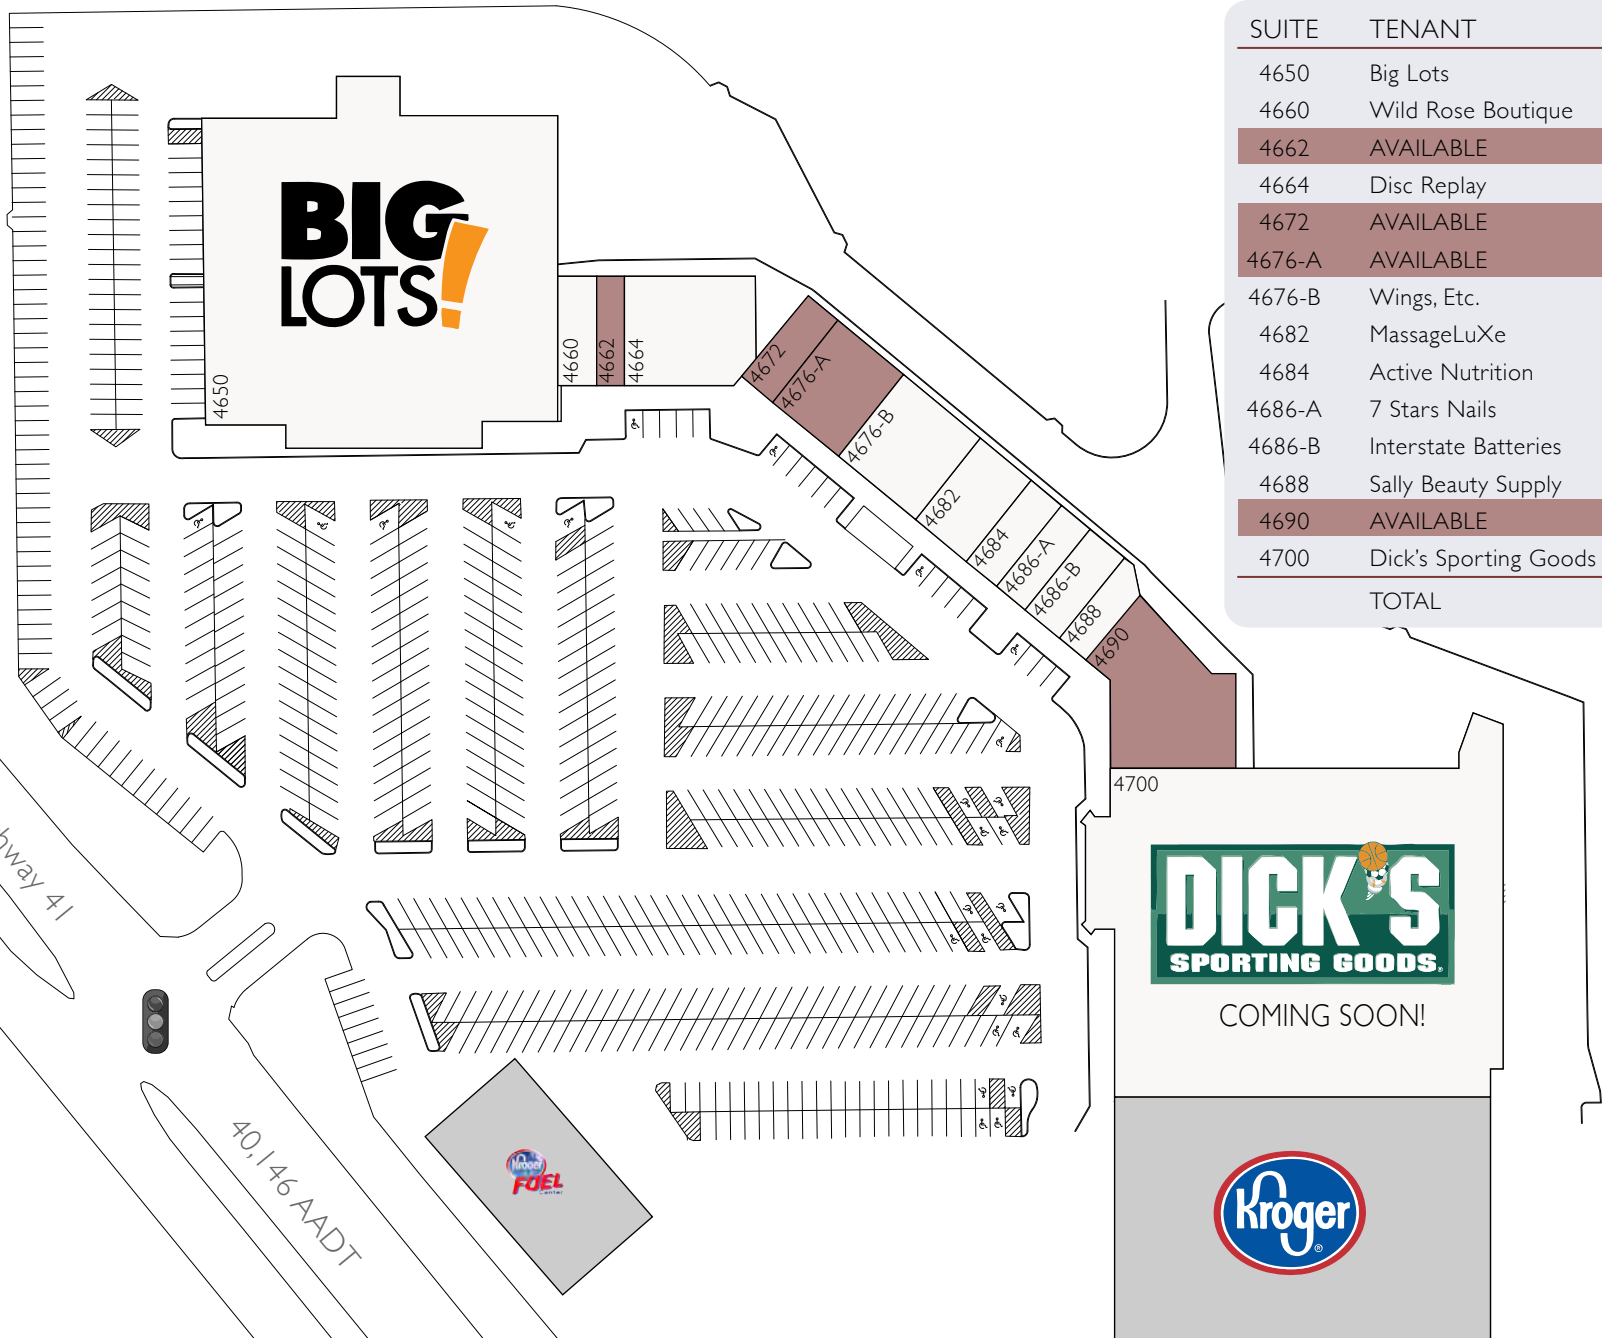 SUITE TENANT
4650 Big Lots
4660 Wild Rose Boutique
4662 AVAILABLE
4664 Disc Replay
4672 AVAILABLE
4676-A AVAILABLE
4676-B Wings, Etc.
4682 MassageLuXe
4684 Active Nutrition
4686-A 7 Stars Nails
4686-B Interstate Batteries
4688 Sally Beauty Supply
4690 AVAILABLE
4700 Dick's Sporting Goods
TOTAL
BIG
LOTS!
4650
4660
4662
4664
4672
4676-A
4676-B
4682
4684
4686-A
4686-B
4688
4690
4700
DICK'S
SPORTING GOODS®
COMING SOON!
hway 41
40,146 AADT
Kroger
FUEL
Center
Kroger®